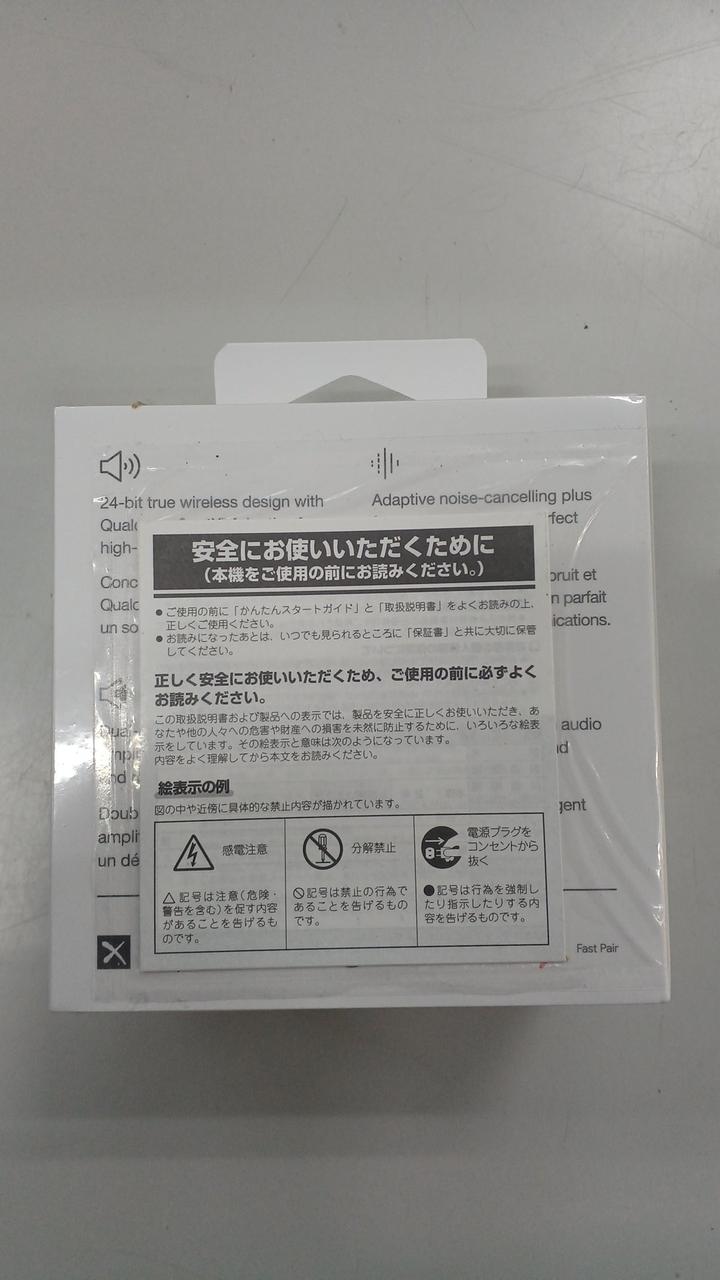 24-bit true wireless design with
Adaptive noise-cancelling plus
high-
un so
bruit et
n parfait
ications.
安全にお使いいただくために
(本機をご使用の前にお読みください。)
●ご使用の前に「かんたんスタートガイド」と「取扱説明書」をよくお読みの上、
正しくご使用ください。
●お読みになったあとは、いつでも見られるところに「保証書」と共に大切に保管
してください。
正しく安全にお使いいただくため、ご使用の前に必ずよく
お読みください。
この取扱説明書および製品への表示では、製品を安全に正しくお使いいただき、あ
なたや他の人々への危害や財産への損害を未然に防止するために、いろいろな絵表
示をしています。その絵表示と意味は次のようになっています。
内容をよく理解してから本文をお読みください。
絵表示の例
図の中や近傍に具体的な禁止内容が描かれています。
感電注意
△記号は注意(危険・
警告を含む)を促す内容
があることを告げるも
のです。
分解禁止
🚫記号は禁止の行為で
あることを告げるもの
です。
電源プラグを
コンセントから
抜く
●記号は行為を強制し
たり指示したりする内
容を告げるものです。
audio
ampli
un dé
Fast Pair